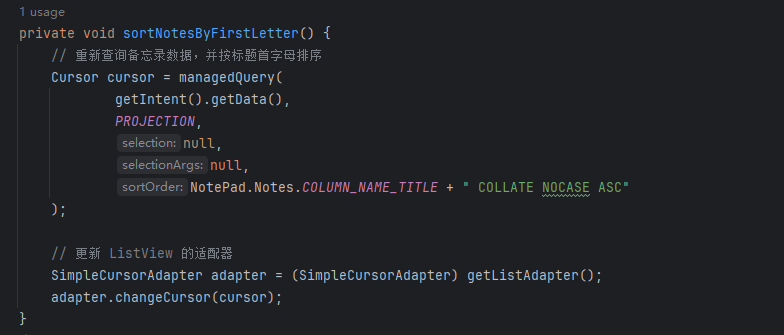 1 usage
private void sortNotesByFirstLetter() {
// 重新查询备忘录数据，并按标题首字母排序
Cursor cursor = managedQuery(
getIntent().getData(),
PROJECTION,
selection: null,
selectionArgs: null,
sortOrder: NotePad.Notes.COLUMN_NAME_TITLE + " COLLATE NOCASE ASC"
);
// 更新 ListView 的适配器
SimpleCursorAdapter adapter = (SimpleCursorAdapter) getListAdapter();
adapter.changeCursor(cursor);
}